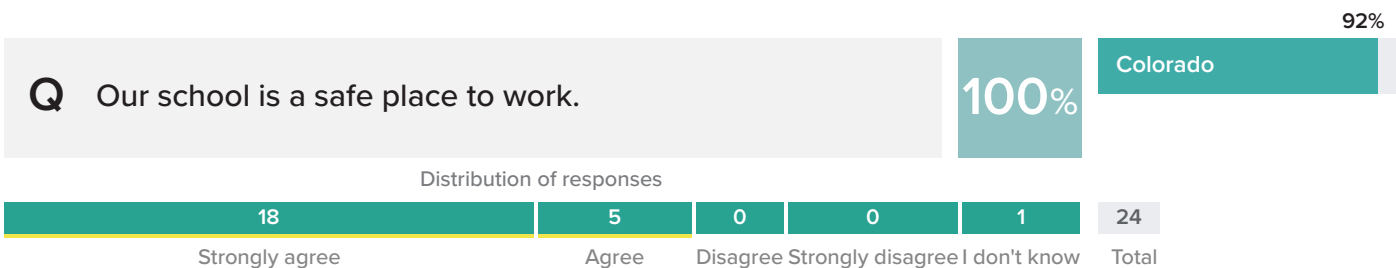 92%
Q Our school is a safe place to work.
100%
Colorado
Distribution of responses
18 5 0 0 1 24
Strongly agree Agree Disagree Strongly disagree I don't know Total